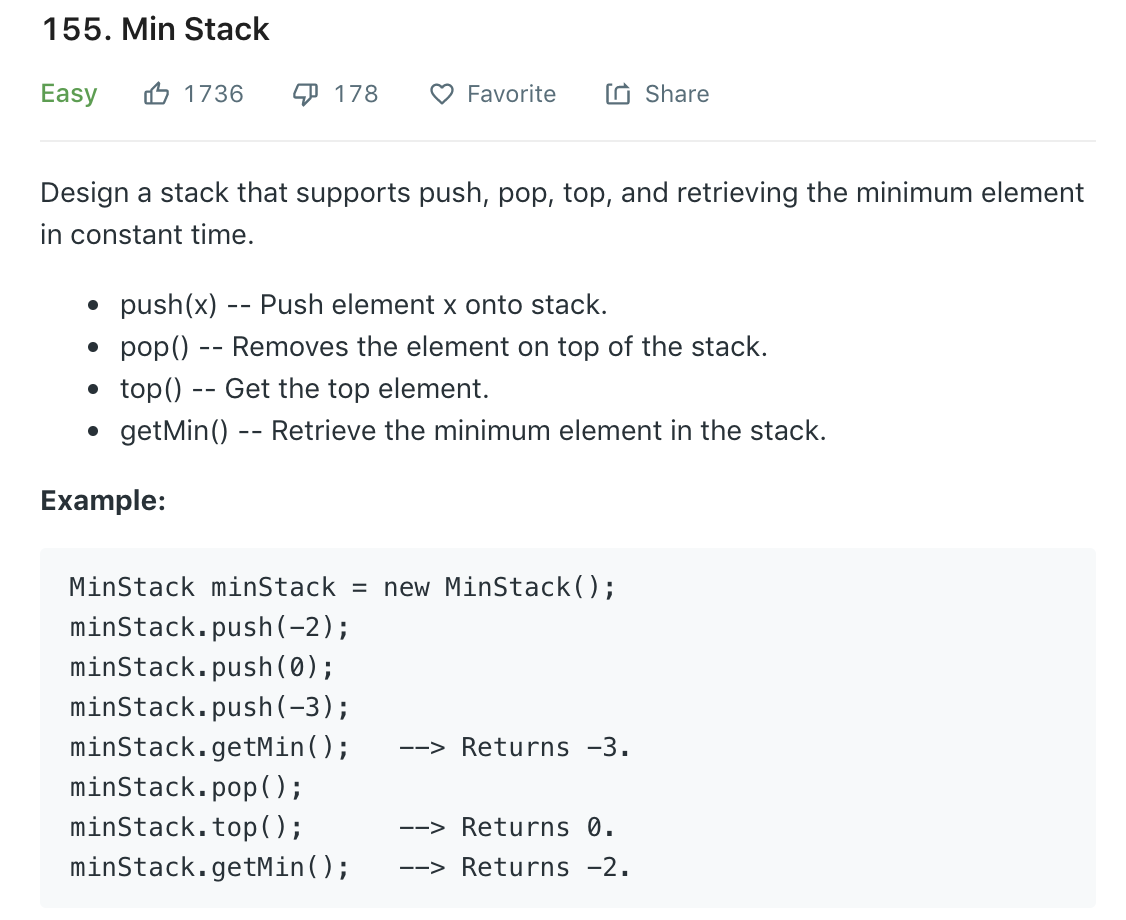 155. Min Stack
Easy 1736 178 Favorite Share
Design a stack that supports push, pop, top, and retrieving the minimum element
in constant time.
• push(x) -- Push element x onto stack.
• pop() -- Removes the element on top of the stack.
• top() -- Get the top element.
• getMin() -- Retrieve the minimum element in the stack.
Example:
MinStack minStack = new MinStack();
minStack.push(-2);
minStack.push(0);
minStack.push(-3);
minStack.getMin();   --> Returns -3.
minStack.pop();
minStack.top();      --> Returns 0.
minStack.getMin();   --> Returns -2.